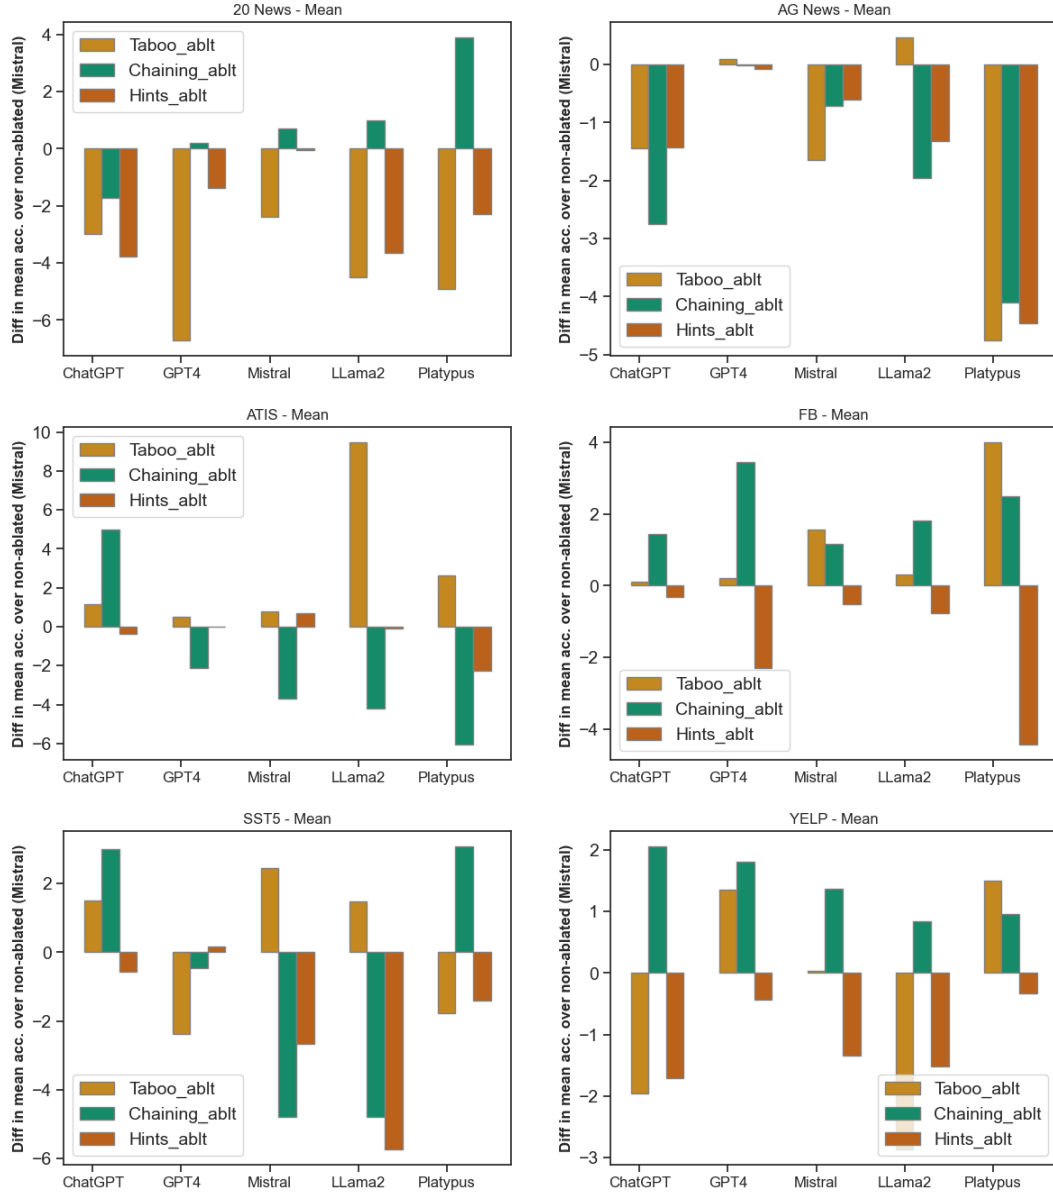 20 News - Mean
Diff in mean acc. over non-ablated (Mistral)
4
2
0
−2
−4
−6
Taboo_ablt
Chaining_ablt
Hints_ablt
ChatGPT GPT4 Mistral LLama2 Platypus
AG News - Mean
Diff in mean acc. over non-ablated (Mistral)
0
−1
−2
−3
−4
−5
Taboo_ablt
Chaining_ablt
Hints_ablt
ChatGPT GPT4 Mistral LLama2 Platypus
ATIS - Mean
Diff in mean acc. over non-ablated (Mistral)
10
8
6
4
2
0
−2
−4
−6
Taboo_ablt
Chaining_ablt
Hints_ablt
ChatGPT GPT4 Mistral LLama2 Platypus
FB - Mean
Diff in mean acc. over non-ablated (Mistral)
4
2
0
−2
−4
Taboo_ablt
Chaining_ablt
Hints_ablt
ChatGPT GPT4 Mistral LLama2 Platypus
SST5 - Mean
Diff in mean acc. over non-ablated (Mistral)
2
0
−2
−4
−6
Taboo_ablt
Chaining_ablt
Hints_ablt
ChatGPT GPT4 Mistral LLama2 Platypus
YELP - Mean
Diff in mean acc. over non-ablated (Mistral)
2
1
0
−1
−2
−3
Taboo_ablt
Chaining_ablt
Hints_ablt
ChatGPT GPT4 Mistral LLama2 Platypus